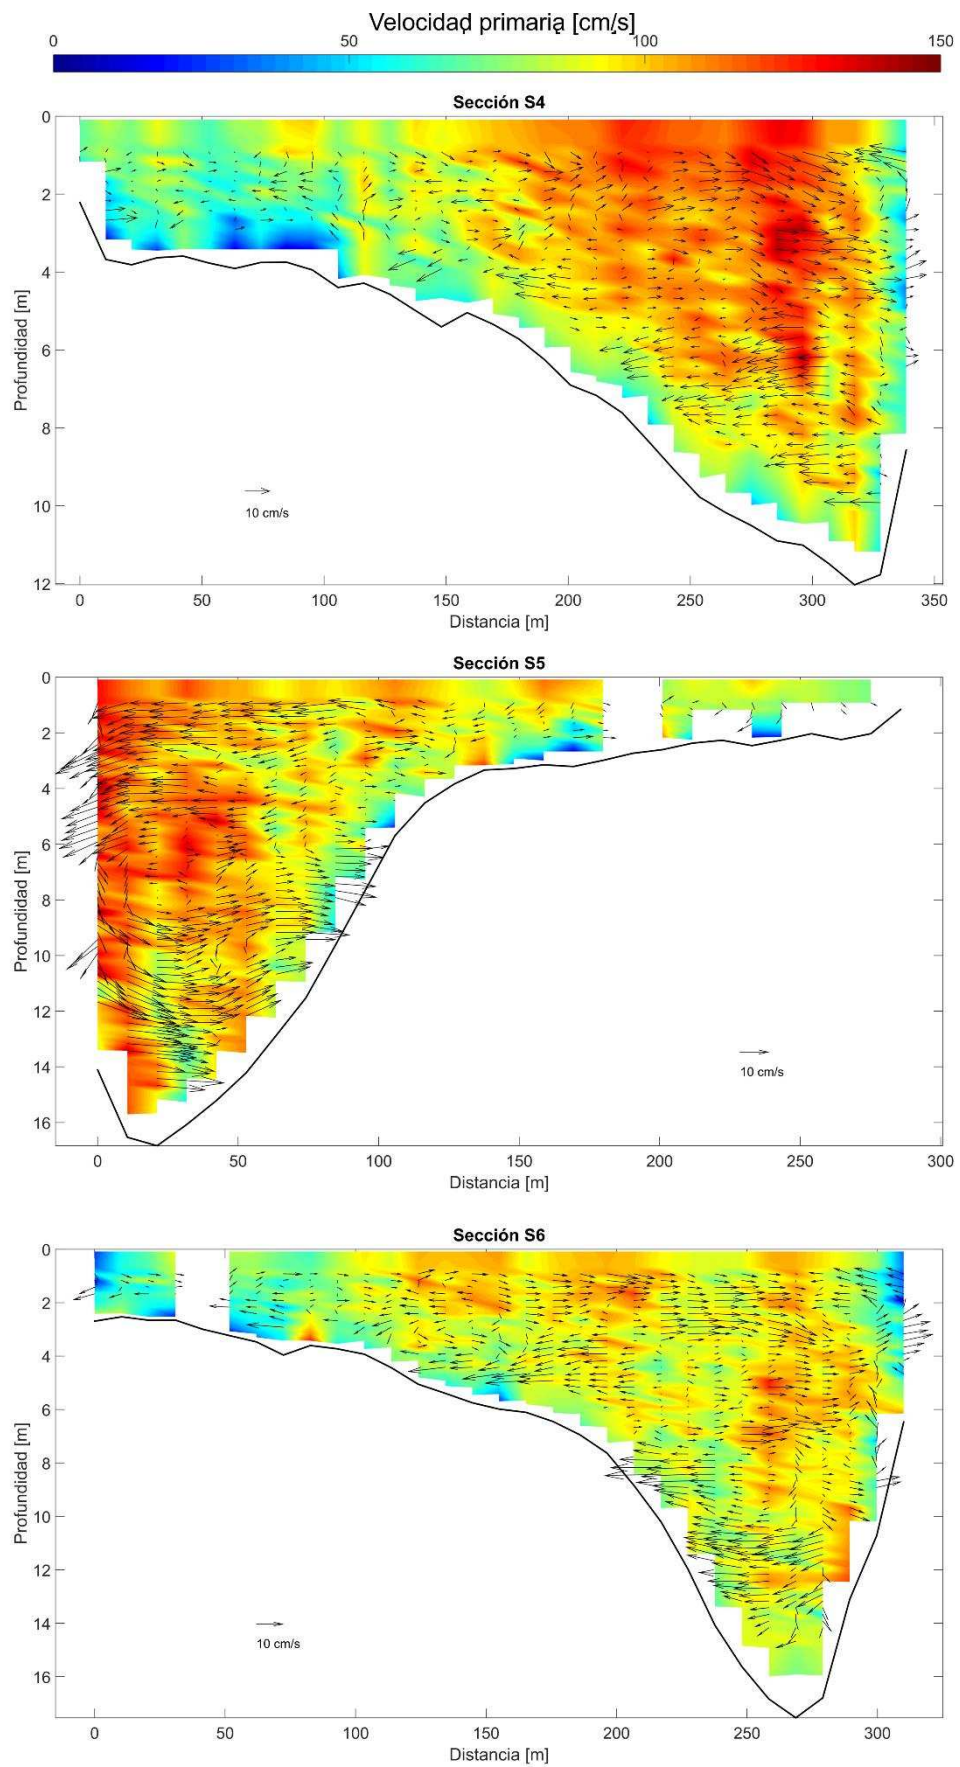 Velocidad primaria [cm/s]
0 50 100 150
Sección S4
Profundidad [m]
0
2
4
6
8
10
12
10 cm/s
0 50 100 150 200 250 300 350
Distancia [m]
Sección S5
Profundidad [m]
0
2
4
6
8
10
12
14
16
10 cm/s
0 50 100 150 200 250 300
Distancia [m]
Sección S6
Profundidad [m]
0
2
4
6
8
10
12
14
16
10 cm/s
0 50 100 150 200 250 300
Distancia [m]